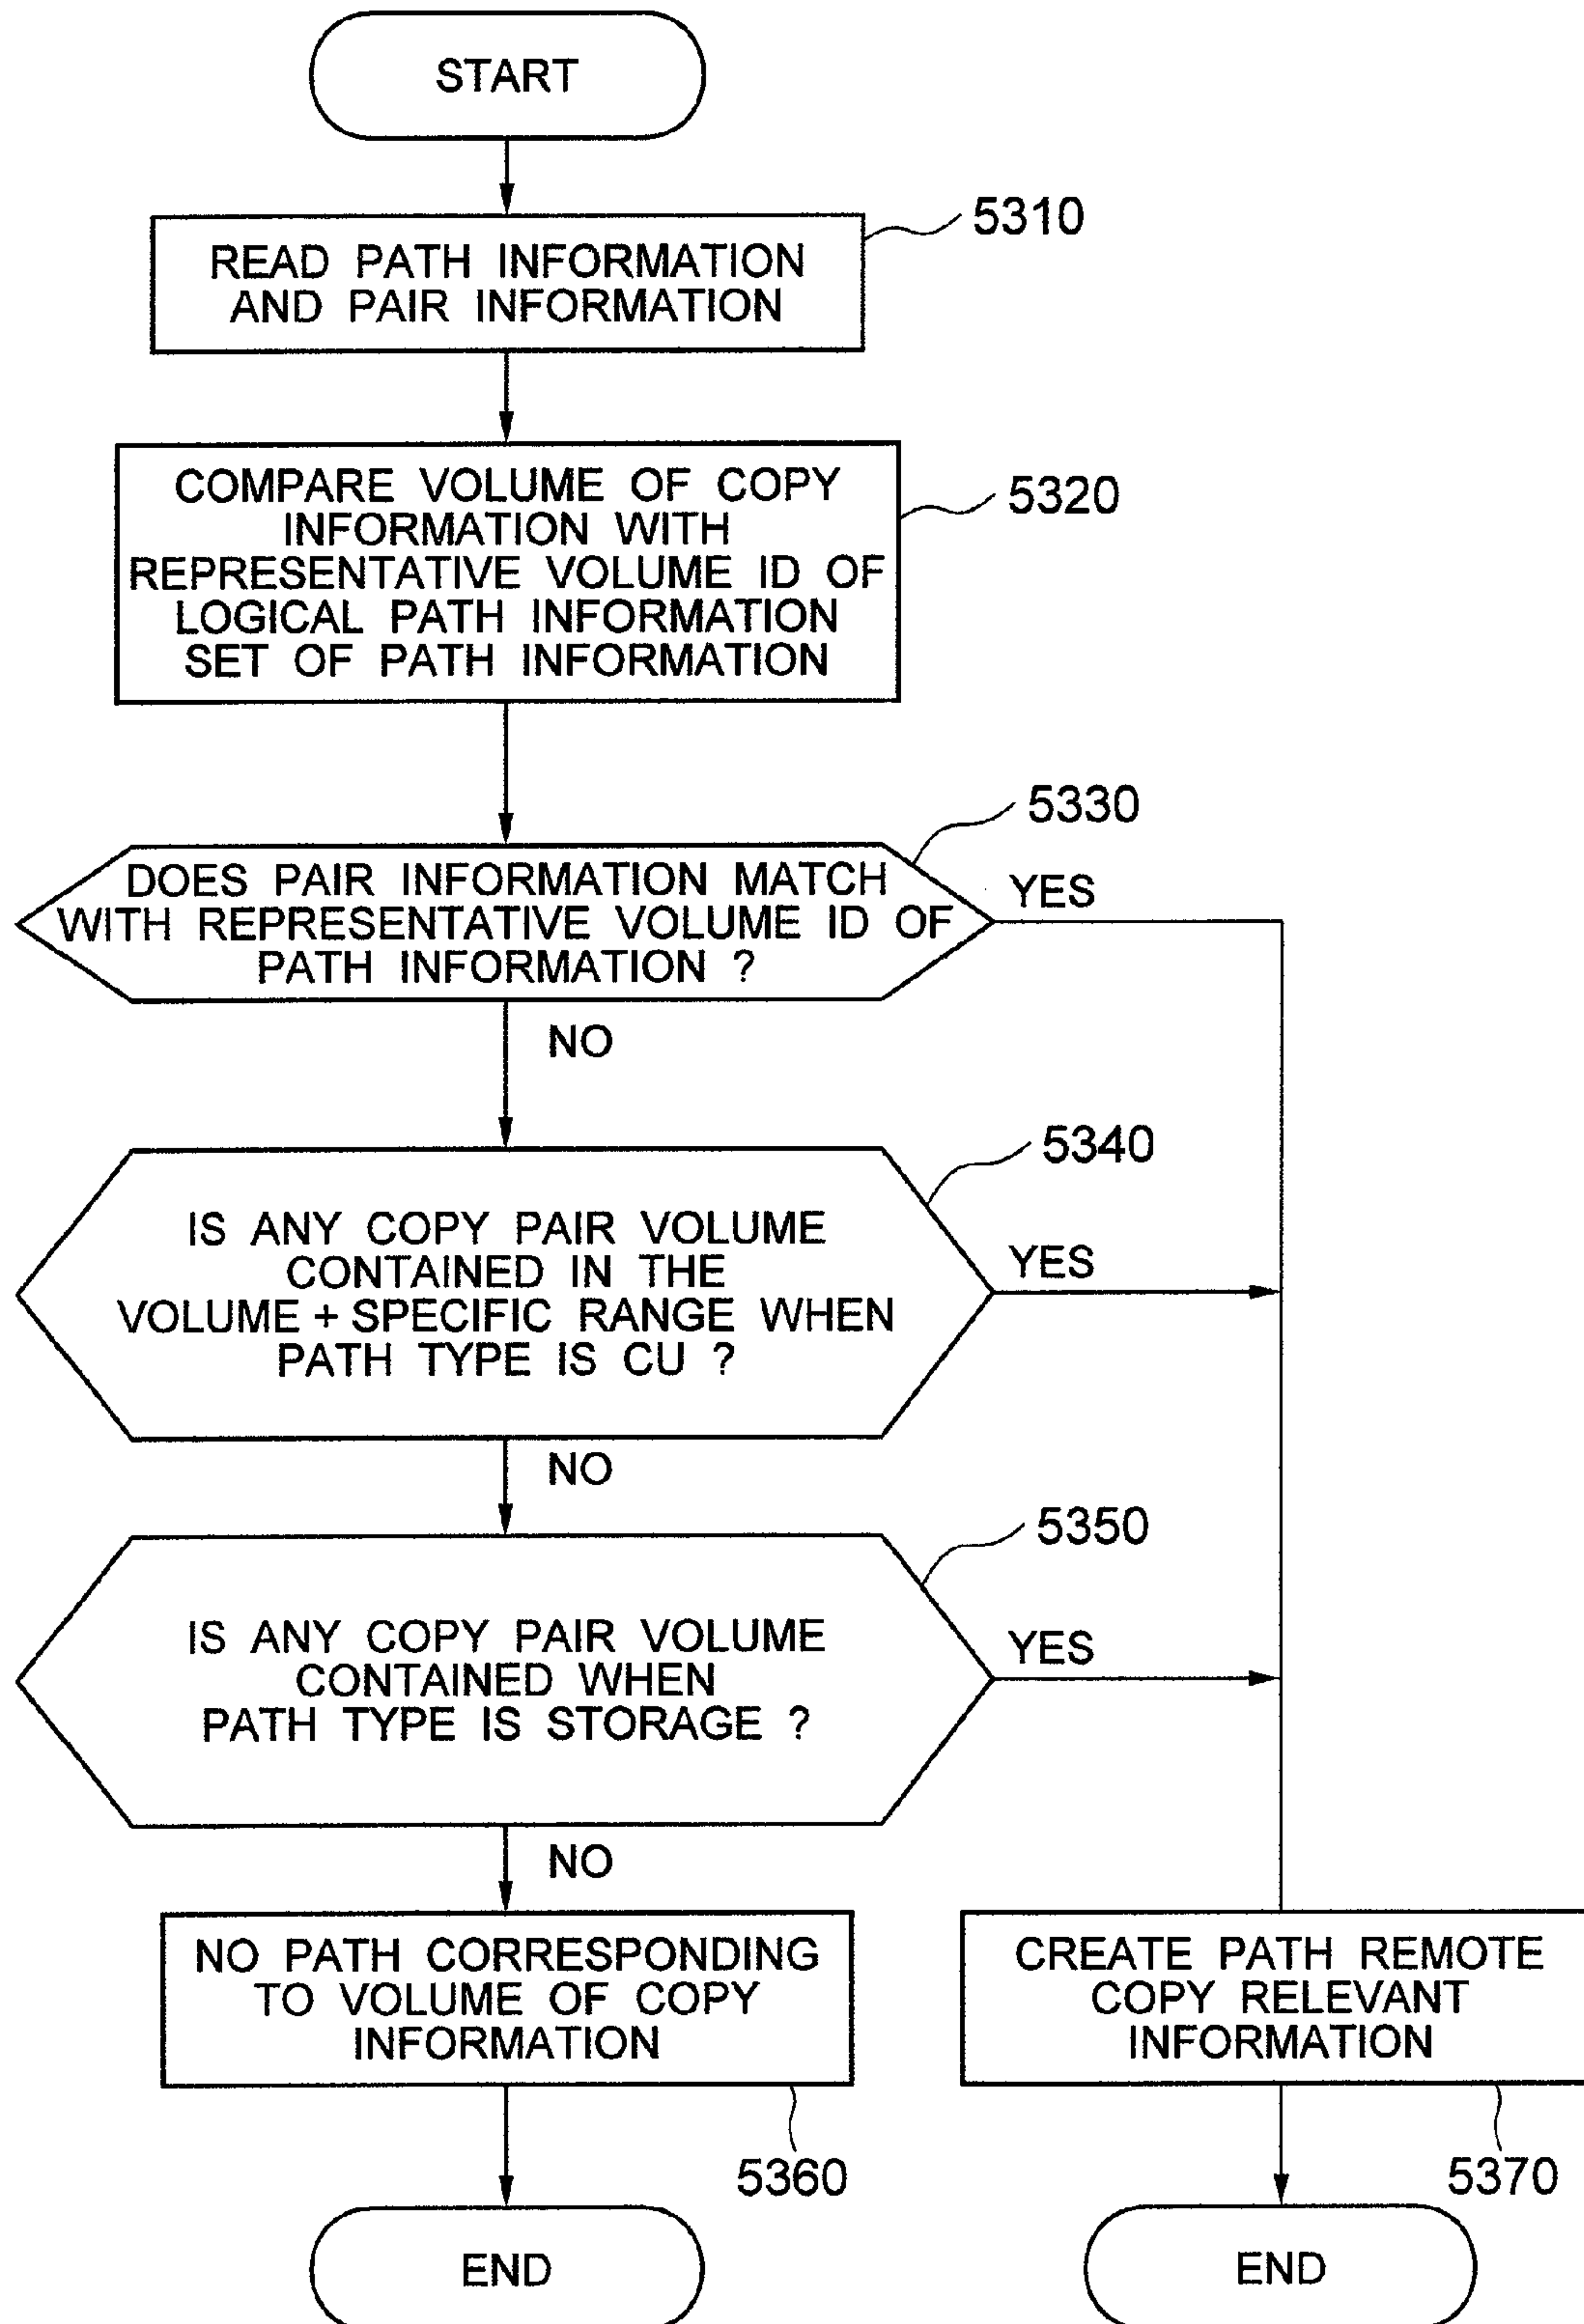 START
5310
READ PATH INFORMATION
AND PAIR INFORMATION
5320
COMPARE VOLUME OF COPY
INFORMATION WITH
REPRESENTATIVE VOLUME ID OF
LOGICAL PATH INFORMATION
SET OF PATH INFORMATION
5330
DOES PAIR INFORMATION MATCH
WITH REPRESENTATIVE VOLUME ID OF
PATH INFORMATION ?
YES
NO
5340
IS ANY COPY PAIR VOLUME
CONTAINED IN THE
VOLUME + SPECIFIC RANGE WHEN
PATH TYPE IS CU ?
YES
NO
5350
IS ANY COPY PAIR VOLUME
CONTAINED WHEN
PATH TYPE IS STORAGE ?
YES
NO
NO PATH CORRESPONDING
TO VOLUME OF COPY
INFORMATION
5360
END
CREATE PATH REMOTE
COPY RELEVANT
INFORMATION
5370
END